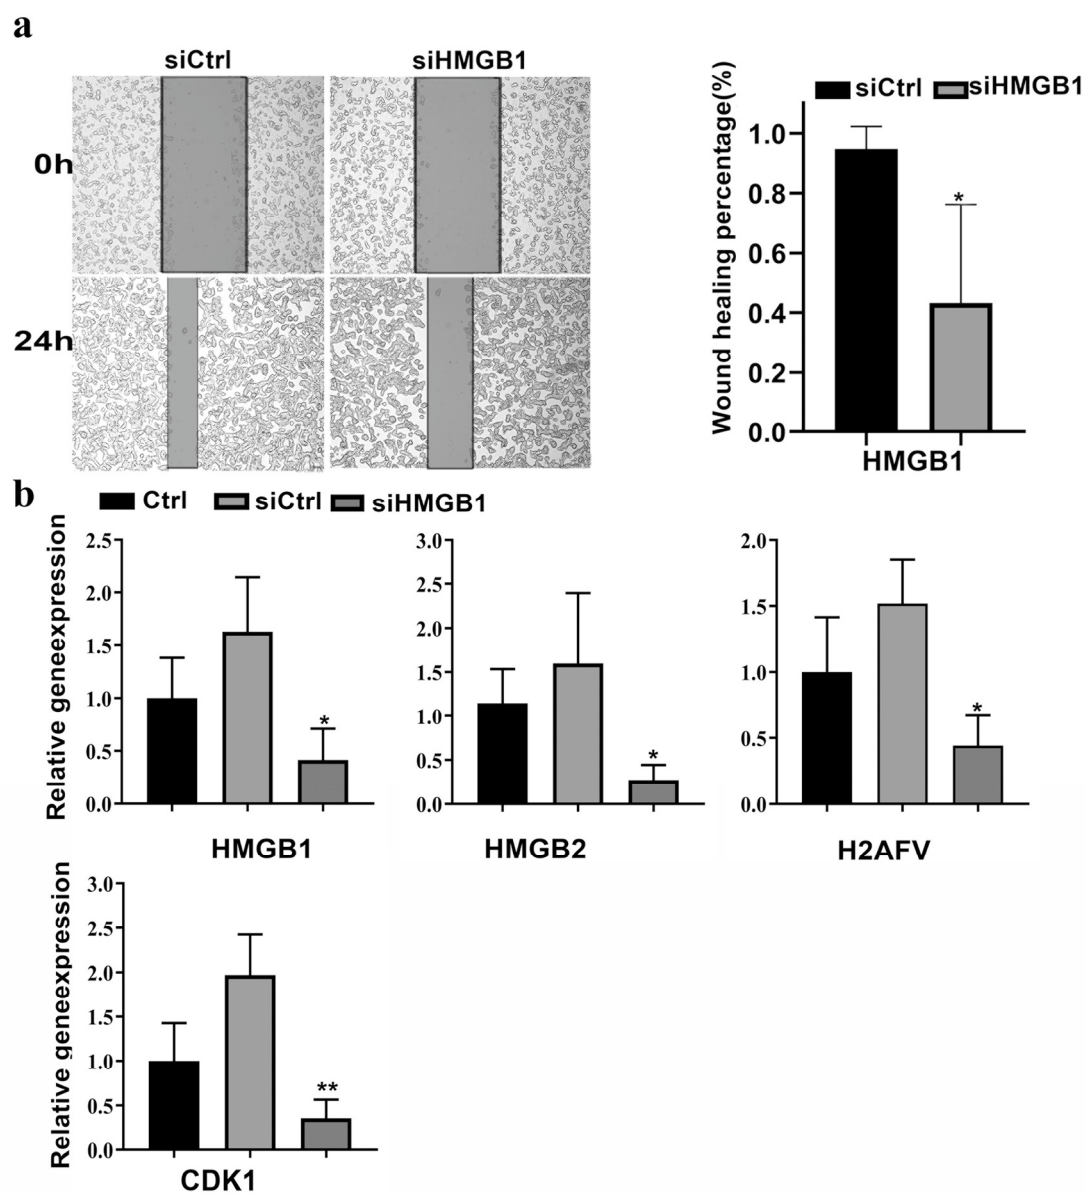 a
siCtrl siHMGB1
0h
24h
siCtrl siHMGB1
Wound healing percentage(%)
1.0
0.8
0.6
0.4
0.2
0.0
*
HMGB1
b
Ctrl siCtrl siHMGB1
Relative geneexpression
2.5
2.0
1.5
1.0
0.5
0.0
*
HMGB1
3.0
2.5
2.0
1.5
1.0
0.5
0.0
*
HMGB2
2.0
1.5
1.0
0.5
0.0
*
H2AFV
Relative geneexpression
3.0
2.5
2.0
1.5
1.0
0.5
0.0
**
CDK1